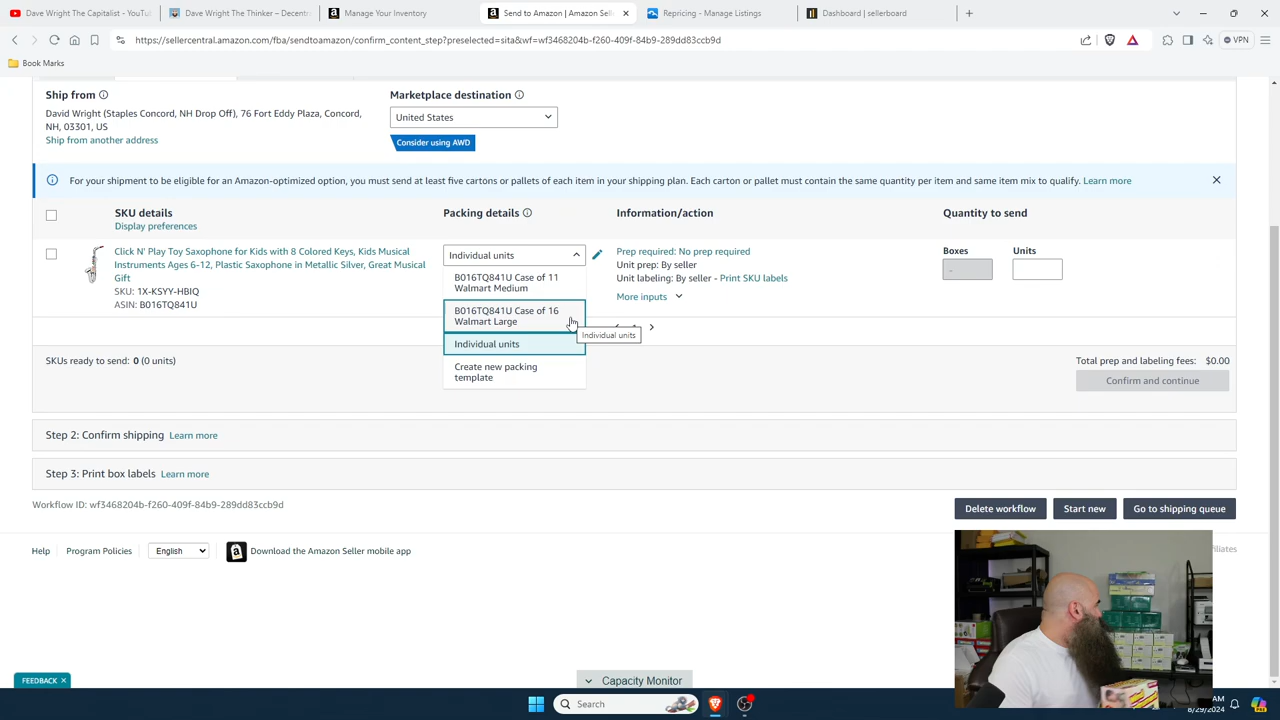 Dave Wright The Capitalist - YouTu
Dave Wright The Thinker – Decentr
Manage Your Inventory
Send to Amazon | Amazon Sell
Repricing - Manage Listings
Dashboard | sellerboard
https://sellercentral.amazon.com/fba/sendtoamazon/confirm_content_step?preselected=sita&wf=wf3468204b-f260-409f-84b9-289dd83ccb9d
VPN
Book Marks
Ship from
Marketplace destination
David Wright (Staples Concord, NH Drop Off), 76 Fort Eddy Plaza, Concord,
NH, 03301, US
Ship from another address
United States
Consider using AWD
For your shipment to be eligible for an Amazon-optimized option, you must send at least five cartons or pallets of each item in your shipping plan. Each carton or pallet must contain the same quantity per item and same item mix to qualify. Learn more
SKU details
Display preferences
Packing details
Information/action
Quantity to send
Click N' Play Toy Saxophone for Kids with 8 Colored Keys, Kids Musical
Instruments Ages 6-12, Plastic Saxophone in Metallic Silver, Great Musical
Gift
SKU: 1X-KSYY-HBIQ
ASIN: B016TQ841U
Individual units
B016TQ841U Case of 11
Walmart Medium
B016TQ841U Case of 16
Walmart Large
Individual units
Create new packing
template
Individual units
Prep required: No prep required
Unit prep: By seller
Unit labeling: By seller - Print SKU labels
More inputs
Boxes
Units
-
SKUs ready to send: 0 (0 units)
Total prep and labeling fees: $0.00
Confirm and continue
Step 2: Confirm shipping Learn more
Step 3: Print box labels Learn more
Workflow ID: wf3468204b-f260-409f-84b9-289dd83ccb9d
Delete workflow
Start new
Go to shipping queue
Help
Program Policies
English
Download the Amazon Seller mobile app
filiates
FEEDBACK
Capacity Monitor
Search
AM
8/29/2024